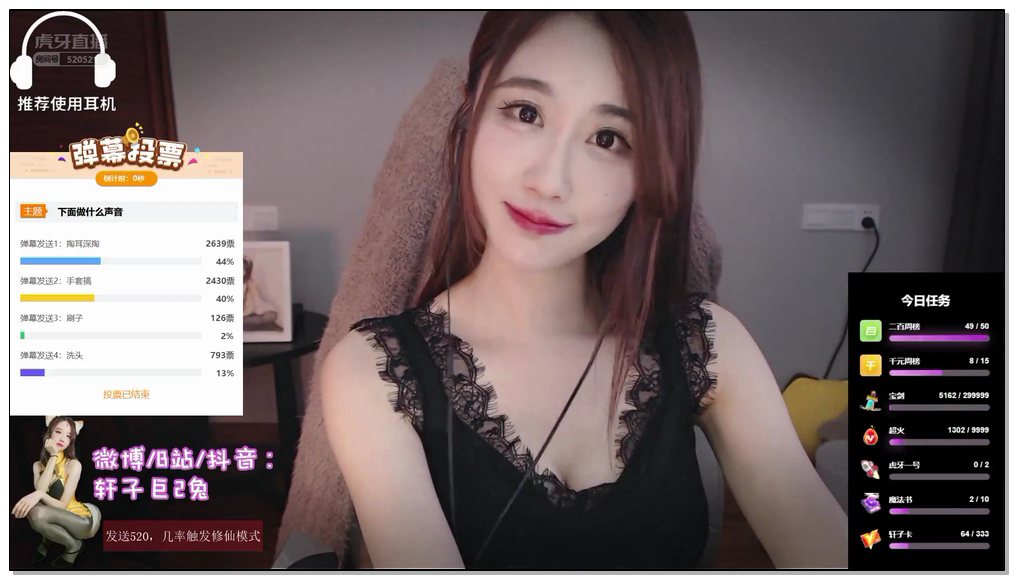 虎牙直播
房间号 52052
推荐使用耳机
弹幕投票
倒计时：0秒
主题 下面做什么声音
弹幕发送1：掏耳深掏 2639票
44%
弹幕发送2：手套搞 2430票
40%
弹幕发送3：刷子 126票
2%
弹幕发送4：洗头 793票
13%
投票已结束
微博/B站/抖音：
轩子巨2兔
发送520，几率触发修仙模式
今日任务
二百周榜 49 / 50
千元周榜 8 / 15
宝剑 5162 / 299999
超火 1302 / 9999
虎牙一号 0 / 2
魔法书 2 / 10
轩子卡 64 / 333